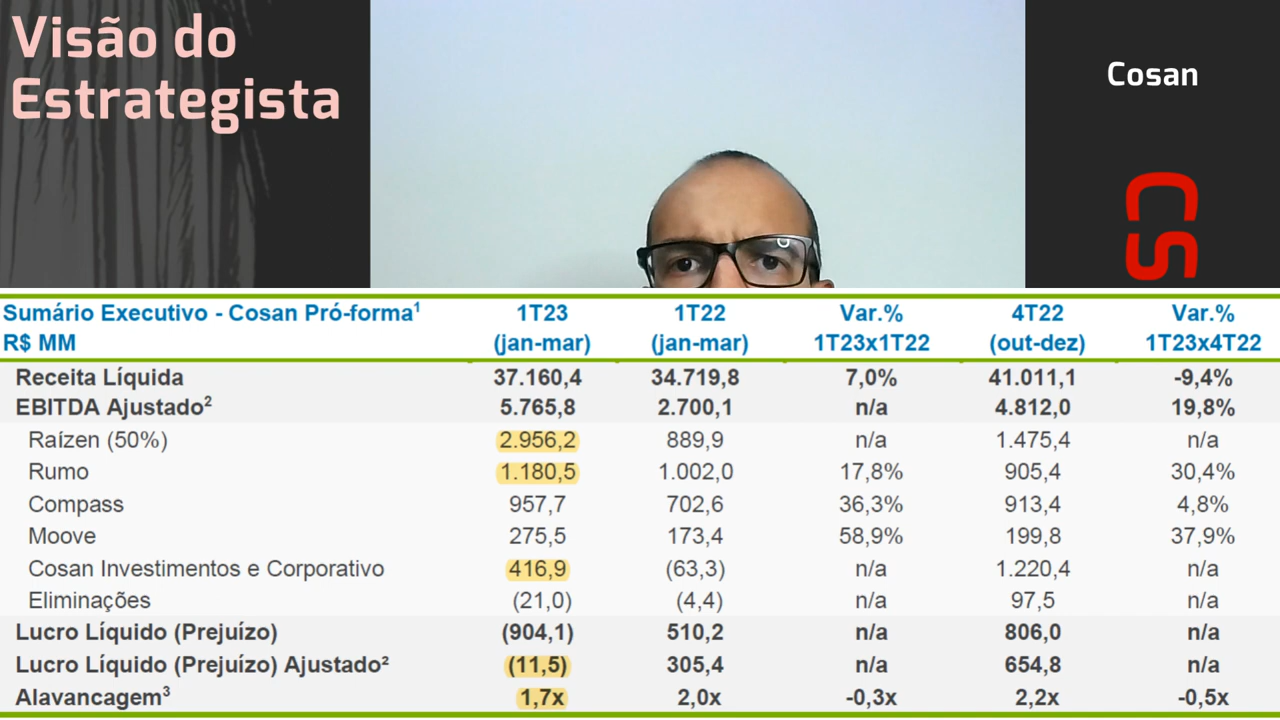 Visão do
Estrategista
Cosan
CS
Sumário Executivo - Cosan Pró-forma¹ 1T23 1T22 Var.% 4T22 Var.%
R$ MM (jan-mar) (jan-mar) 1T23x1T22 (out-dez) 1T23x4T22
Receita Líquida 37.160,4 34.719,8 7,0% 41.011,1 -9,4%
EBITDA Ajustado² 5.765,8 2.700,1 n/a 4.812,0 19,8%
Raízen (50%) 2.956,2 889,9 n/a 1.475,4 n/a
Rumo 1.180,5 1.002,0 17,8% 905,4 30,4%
Compass 957,7 702,6 36,3% 913,4 4,8%
Moove 275,5 173,4 58,9% 199,8 37,9%
Cosan Investimentos e Corporativo 416,9 (63,3) n/a 1.220,4 n/a
Eliminações (21,0) (4,4) n/a 97,5 n/a
Lucro Líquido (Prejuízo) (904,1) 510,2 n/a 806,0 n/a
Lucro Líquido (Prejuízo) Ajustado² (11,5) 305,4 n/a 654,8 n/a
Alavancagem³ 1,7x 2,0x -0,3x 2,2x -0,5x